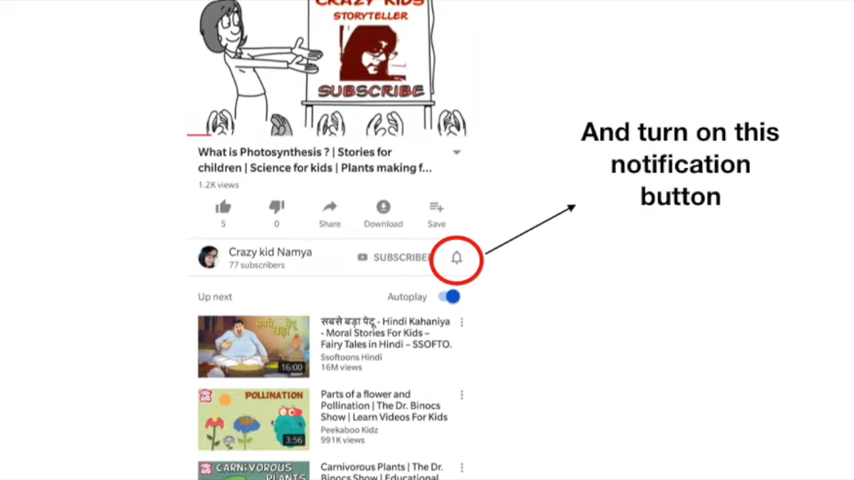 CRAZY KIDS
STORYTELLER
SUBSCRIBE
What is Photosynthesis ? | Stories for
children | Science for kids | Plants making f...
1.2K views
5
0
Share
Download
Save
Crazy kid Namya
77 subscribers
SUBSCRIBE
And turn on this
notification
button
Up next
Autoplay
सबसे बड़ा पेटू - Hindi Kahaniya
- Moral Stories For Kids –
Fairy Tales in Hindi – SSOFTO.
Ssoftoons Hindi
16M views
16:00
POLLINATION
3:56
Parts of a flower and
Pollination | The Dr. Binocs
Show | Learn Videos For Kids
Peekaboo Kidz
991K views
CARNIVOROUS
PLANTS
Carnivorous Plants | The Dr.
Binocs Show | Educational